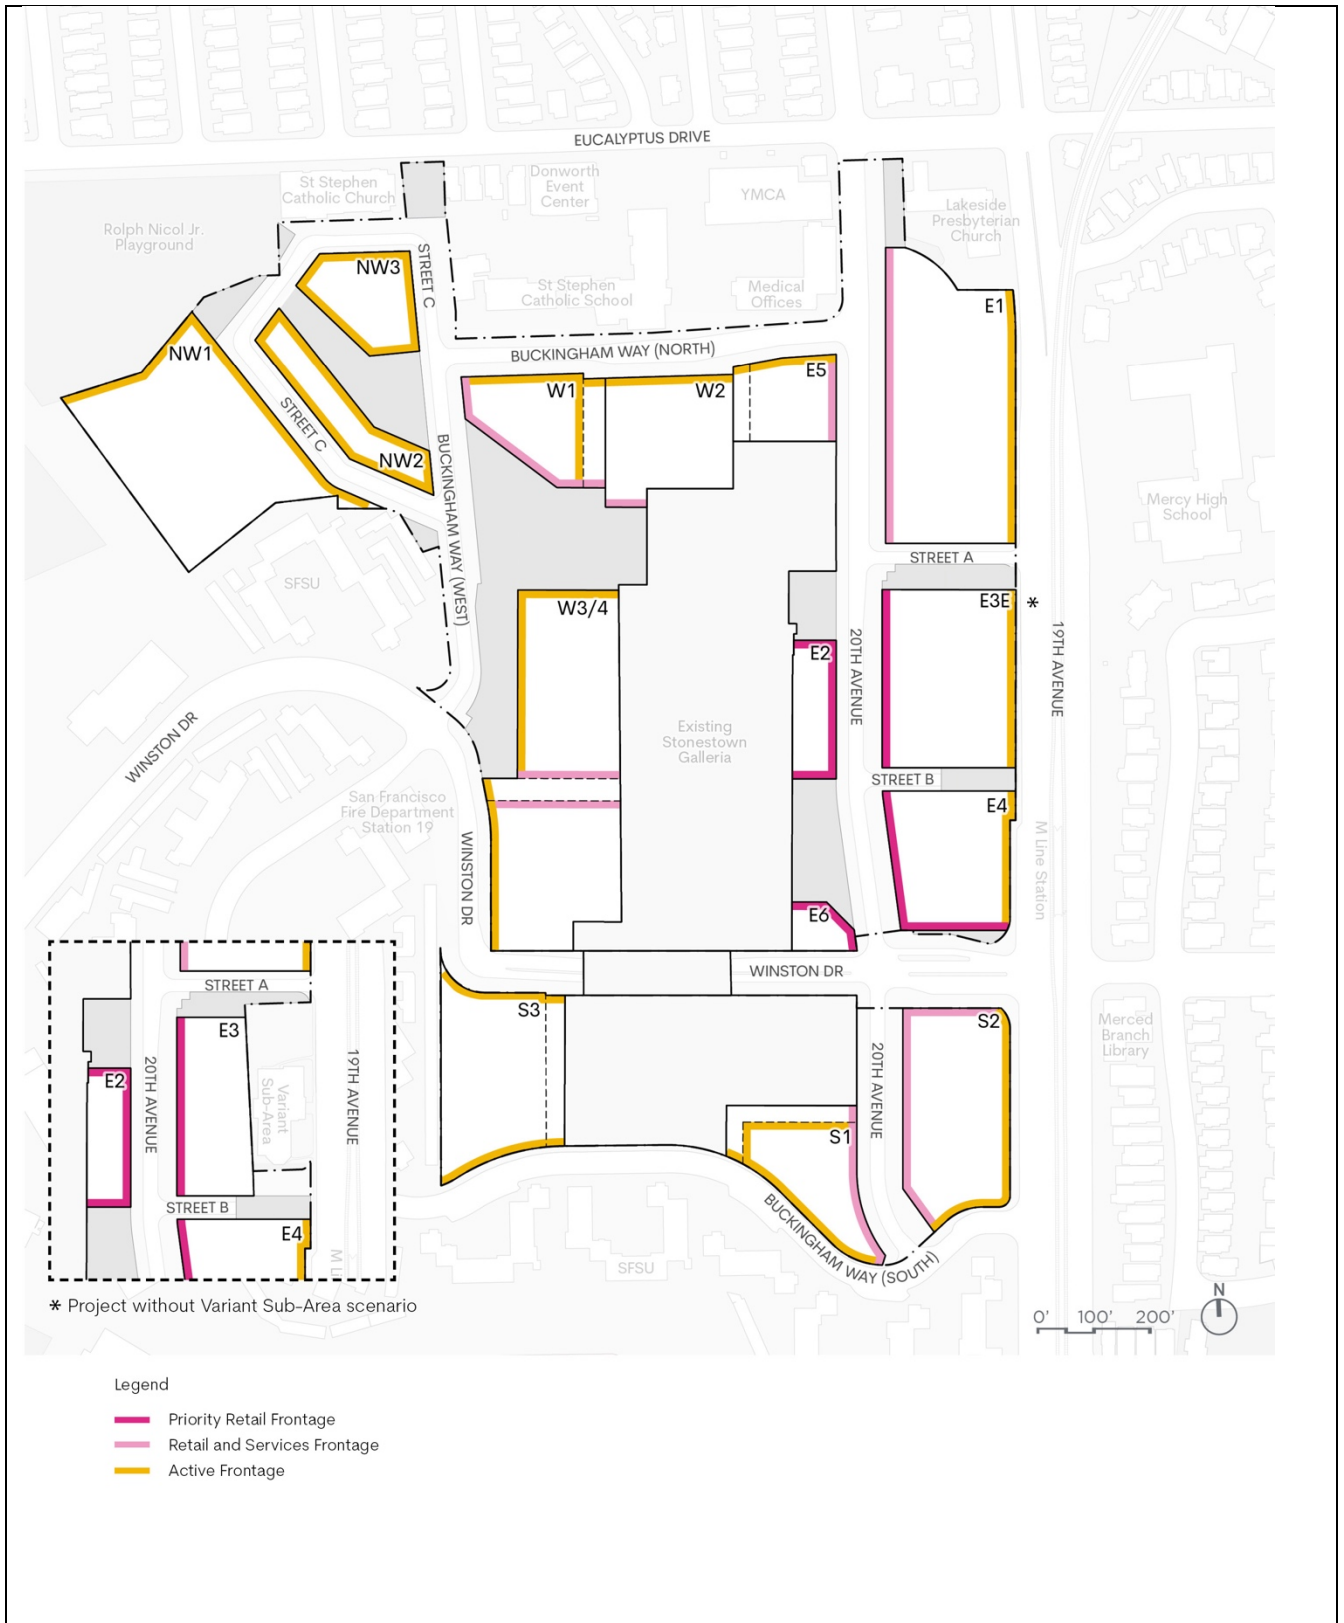 EUCALYPTUS DRIVE
St Stephen
Catholic Church
Donworth
Event
Center
YMCA
Lakeside
Presbyterian
Church
Rolph Nicol Jr.
Playground
NW3
STREET C
St Stephen
Catholic School
Medical
Offices
E1
NW1
BUCKINGHAM WAY (NORTH)
W1
W2
E5
STREET C
NW2
BUCKINGHAM WAY (WEST)
Mercy High
School
STREET A
SFSU
W3/4
E3E
*
E2
20TH AVENUE
19TH AVENUE
Existing
Stonestown
Galleria
WINSTON DR
STREET B
San Francisco
Fire Department
Station 19
E4
WINSTON DR
M Line Station
E6
WINSTON DR
S3
S2
Merced
Branch
Library
20TH AVENUE
S1
BUCKINGHAM WAY (SOUTH)
SFSU
STREET A
E3
E2
20TH AVENUE
Variant
Sub-Area
19TH AVENUE
STREET B
E4
M Li
* Project without Variant Sub-Area scenario
N
0' 100' 200'
Legend
Priority Retail Frontage
Retail and Services Frontage
Active Frontage